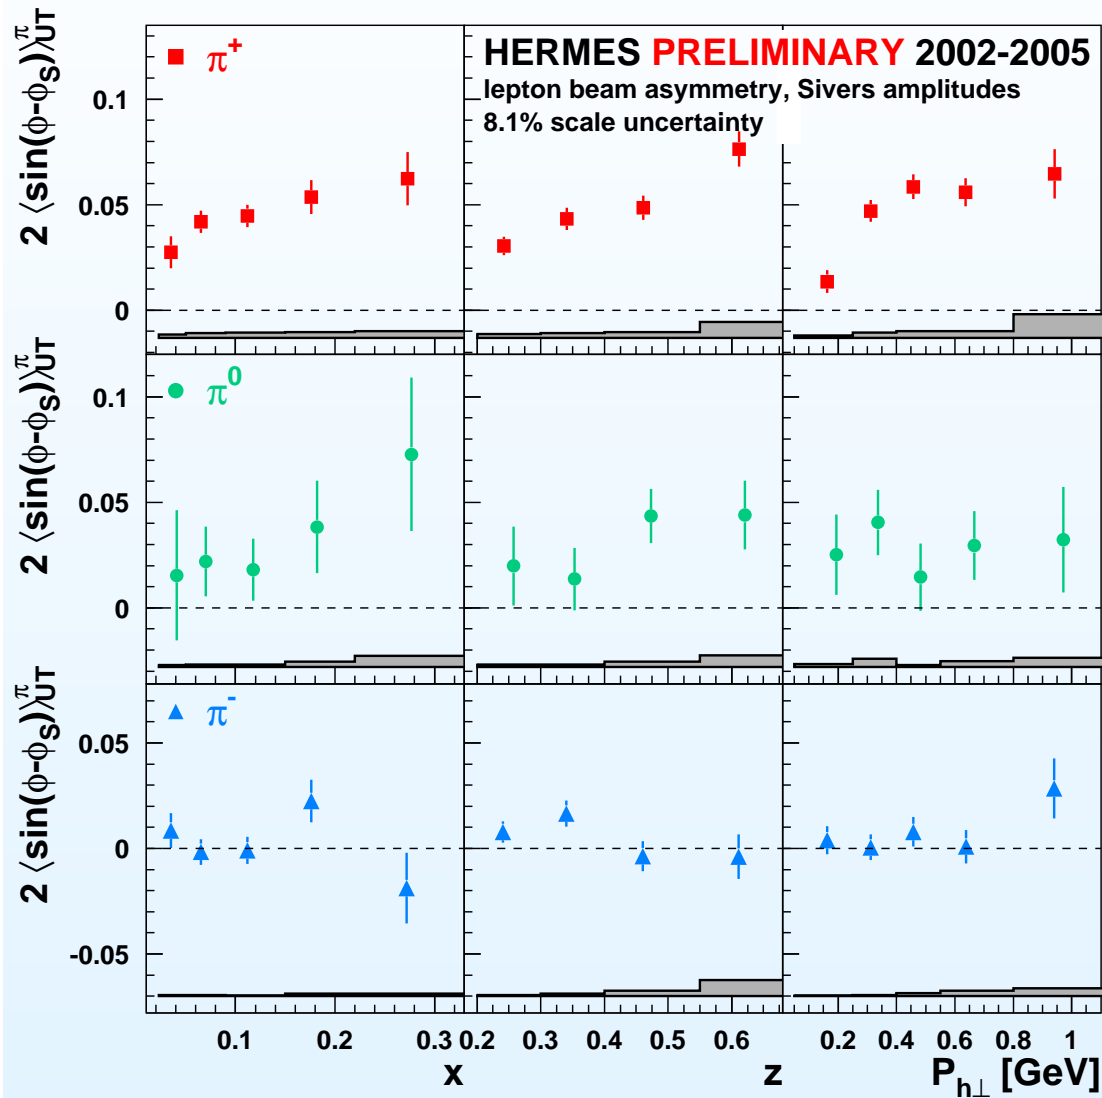 π+
HERMES PRELIMINARY 2002-2005
lepton beam asymmetry, Sivers amplitudes
8.1% scale uncertainty
2 ⟨sin(ϕ-ϕS)⟩πUT
0.1
0.05
0
π0
2 ⟨sin(ϕ-ϕS)⟩πUT
0.1
0.05
0
π-
2 ⟨sin(ϕ-ϕS)⟩πUT
0.05
0
-0.05
0.1 0.2 0.3 0.2 0.3 0.4 0.5 0.6 0.2 0.4 0.6 0.8 1
x z Ph⊥ [GeV]